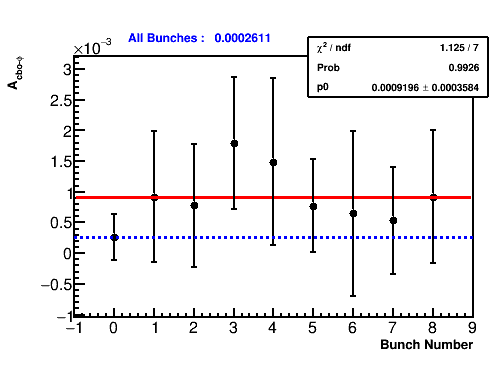 All Bunches : 0.0002611
×10⁻³
χ² / ndf 1.125 / 7
Prob 0.9926
p0 0.0009196 ± 0.0003584
A_cbo-φ
3
2.5
2
1.5
1
0.5
0
−0.5
−1
−1 0 1 2 3 4 5 6 7 8 9
Bunch Number